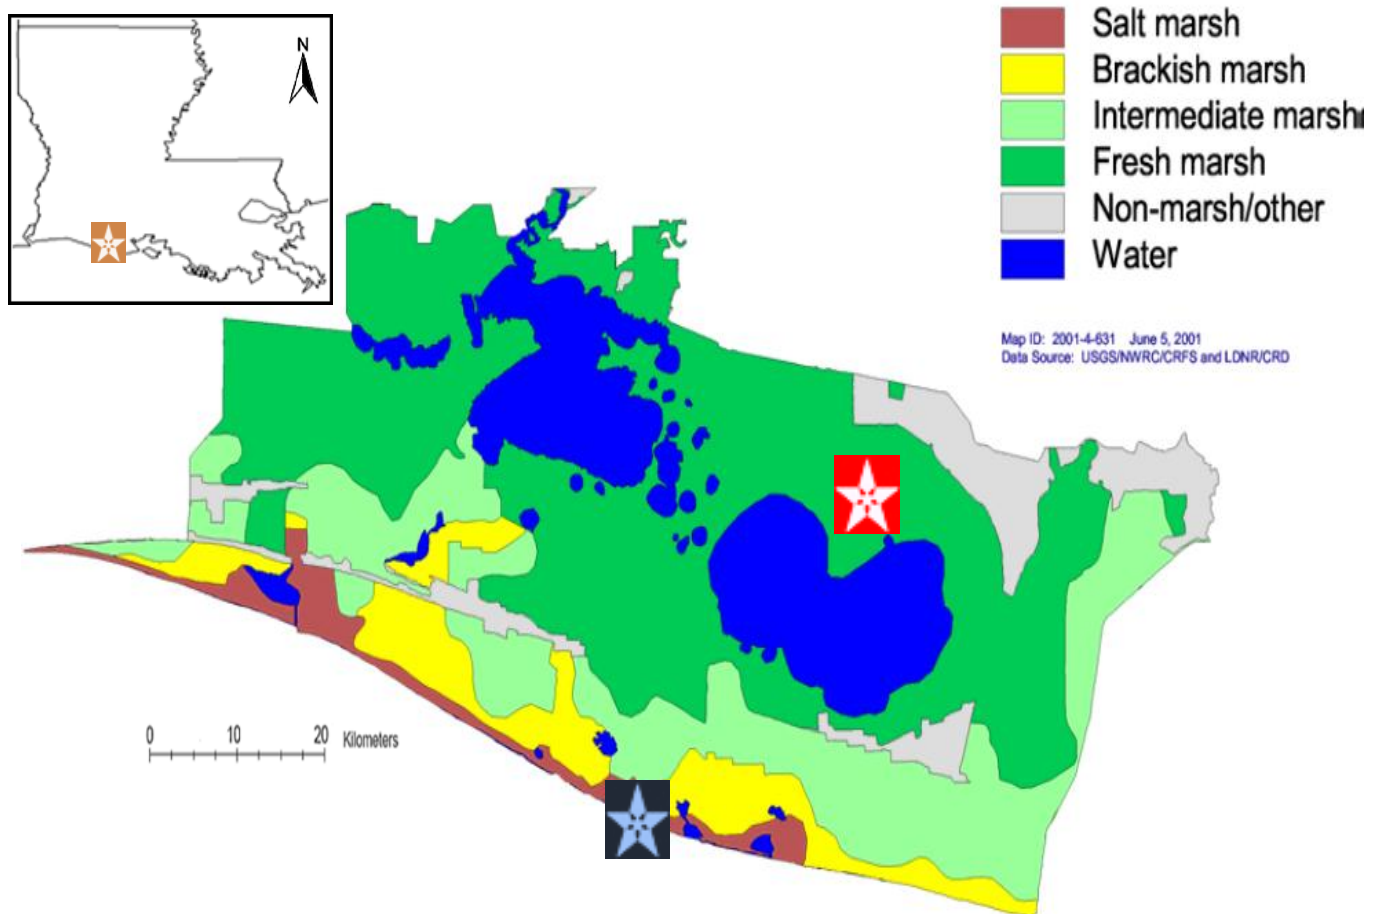 N
Salt marsh
Brackish marsh
Intermediate marsh
Fresh marsh
Non-marsh/other
Water
Map ID: 2001-4-631 June 5, 2001
Data Source: USGS/NWRC/CRFS and LDNR/CRD
0 10 20 Kilometers